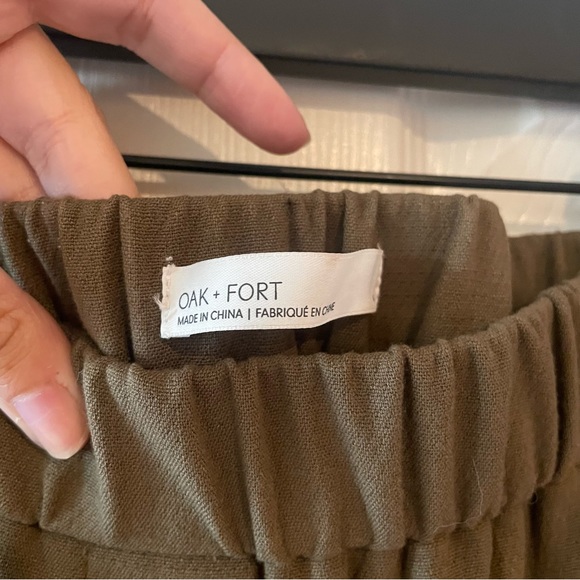 OAK + FORT
MADE IN CHINA | FABRIQUÉ EN CHINE